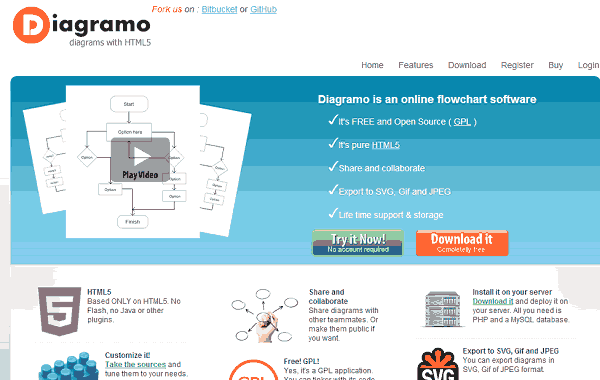 Diagramo
diagrams with HTML5
Fork us on : Bitbucket or GitHub
Home Features Download Register Buy Login
Start
Option here
Option
Option
Option
Option
Play Video
Finish
Diagramo is an online flowchart software
It's FREE and Open Source ( GPL )
It's pure HTML5
Share and collaborate
Export to SVG, Gif and JPEG
Life time support & storage
Try it Now!
No account required
Download it
Completely free
HTML5
Based ONLY on HTML5. No
Flash, no Java or other
plugins.
Share and
collaborate
Share diagrams with
other teammates. Or
make them public if
you want.
Install it on your server
Download it and deploy it on
your server. All you need is
PHP and a MySQL database.
Customize it!
Take the sources and
tune them to your needs.
GPL
Free! GPL!
Yes, it's a GPL application.
You can tinker with its code
SVG
Export to SVG, Gif and JPEG
You can export diagrams in
SVG, Gif of JPEG format.